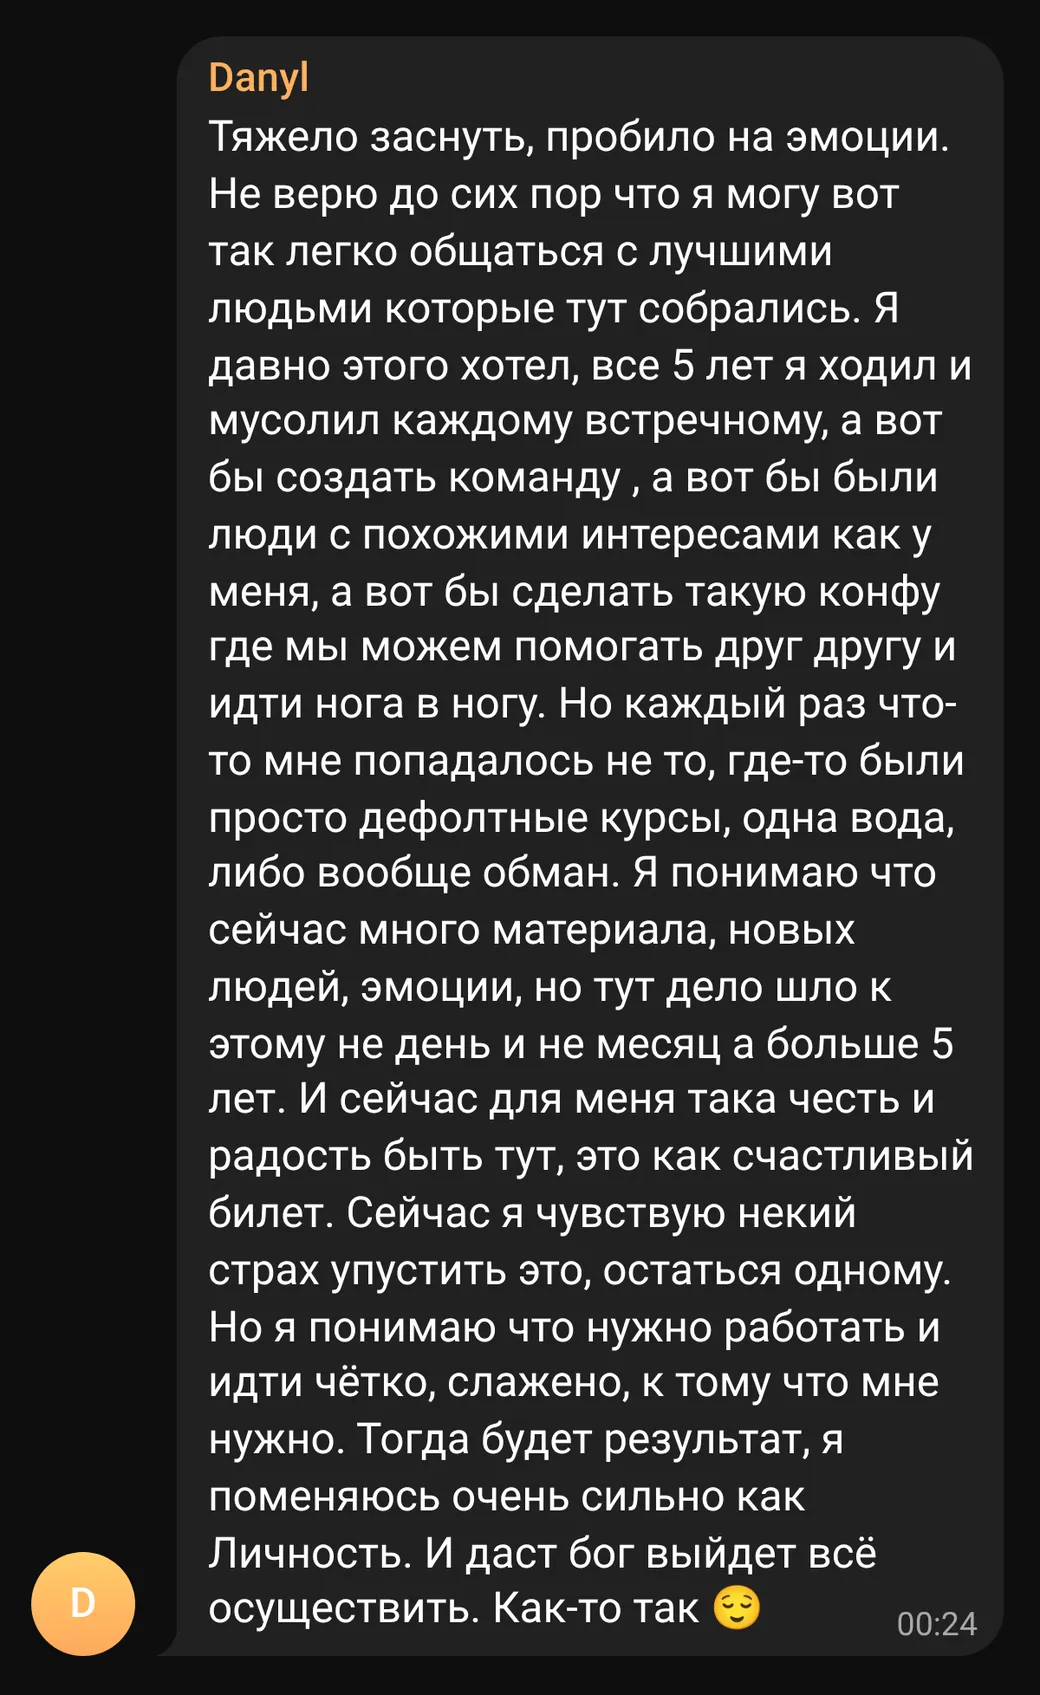 Danyl
Тяжело заснуть, пробило на эмоции.
Не верю до сих пор что я могу вот
так легко общаться с лучшими
людьми которые тут собрались. Я
давно этого хотел, все 5 лет я ходил и
мусолил каждому встречному, а вот
бы создать команду , а вот бы были
люди с похожими интересами как у
меня, а вот бы сделать такую конфу
где мы можем помогать друг другу и
идти нога в ногу. Но каждый раз что-
то мне попадалось не то, где-то были
просто дефолтные курсы, одна вода,
либо вообще обман. Я понимаю что
сейчас много материала, новых
людей, эмоции, но тут дело шло к
этому не день и не месяц а больше 5
лет. И сейчас для меня така честь и
радость быть тут, это как счастливый
билет. Сейчас я чувствую некий
страх упустить это, остаться одному.
Но я понимаю что нужно работать и
идти чётко, слажено, к тому что мне
нужно. Тогда будет результат, я
поменяюсь очень сильно как
Личность. И даст бог выйдет всё
осуществить. Как-то так 😌
00:24
D